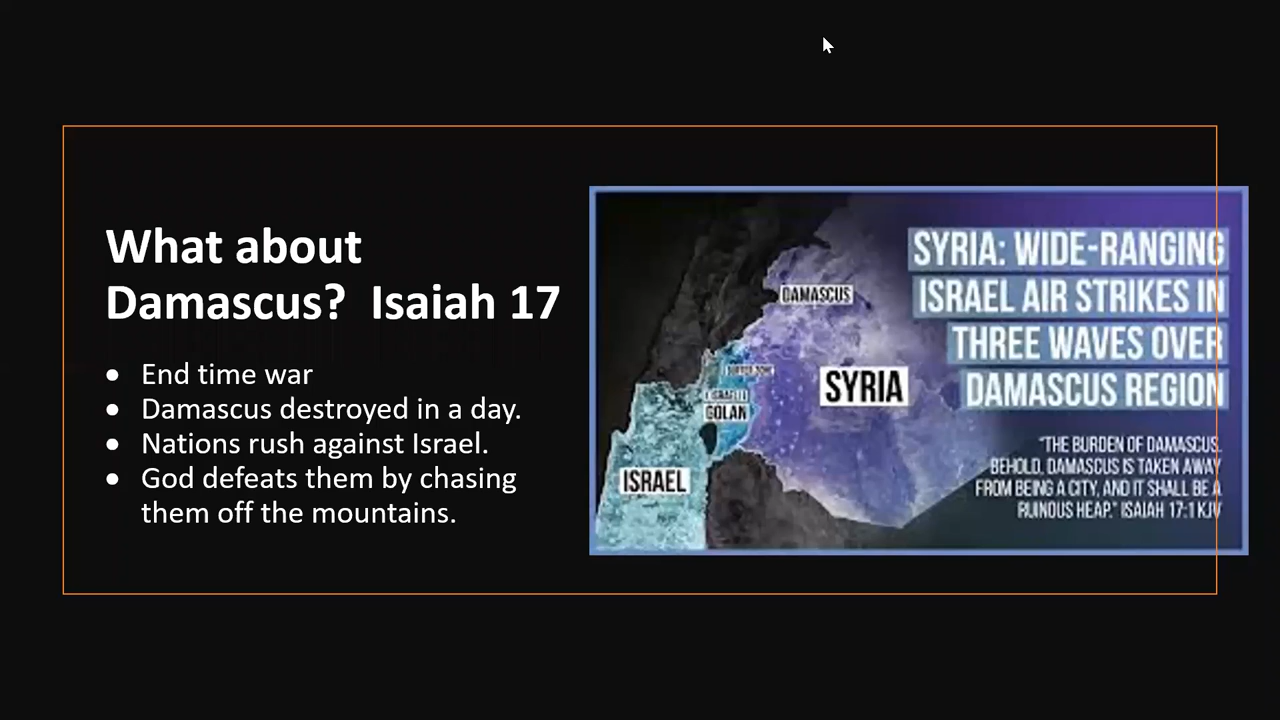 What about
Damascus?  Isaiah 17
● End time war
● Damascus destroyed in a day.
● Nations rush against Israel.
● God defeats them by chasing
them off the mountains.
SYRIA: WIDE-RANGING
ISRAEL AIR STRIKES IN
THREE WAVES OVER
DAMASCUS REGION
DAMASCUS
SYRIA
GOLAN
ISRAEL
"THE BURDEN OF DAMASCUS.
BEHOLD, DAMASCUS IS TAKEN AWAY
FROM BEING A CITY, AND IT SHALL BE A
RUINOUS HEAP." ISAIAH 17:1 KJV